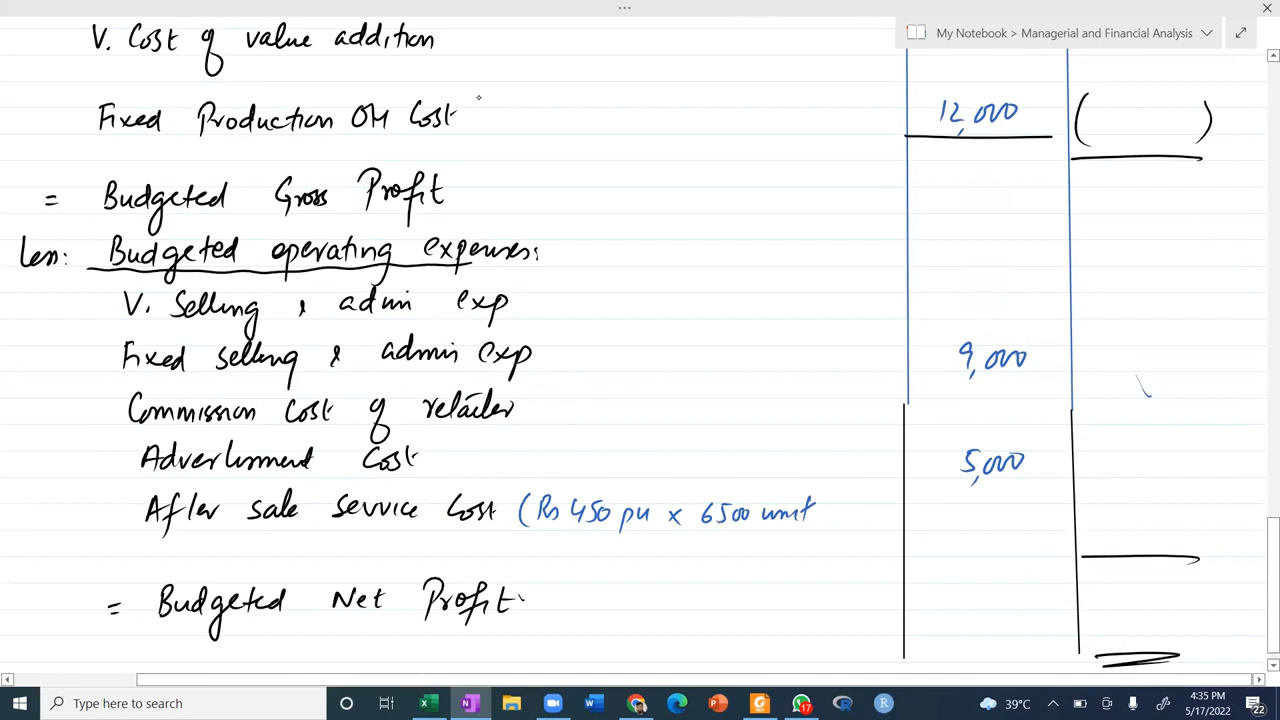 My Notebook > Managerial and Financial Analysis
V. Cost of value addition
Fixed Production OH Cost 12,000 ( )
= Budgeted Gross Profit
Less: Budgeted operating expenses:
V. Selling & admin exp
Fixed selling & admin exp 9,000
Commission Cost of retailer
Advertisment Cost 5,000
After sale service Cost (Rs 450 pu x 6500 unit
= Budgeted Net Profit
Type here to search
17
39°C
4:35 PM
5/17/2022
22